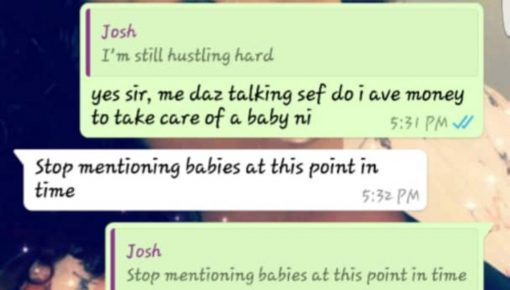 Josh
I'm still hustling hard
yes sir, me daz talking sef do i ave money
to take care of a baby ni
5:31 PM
Stop mentioning babies at this point in
time
5:32 PM
Josh
Stop mentioning babies at this point in time